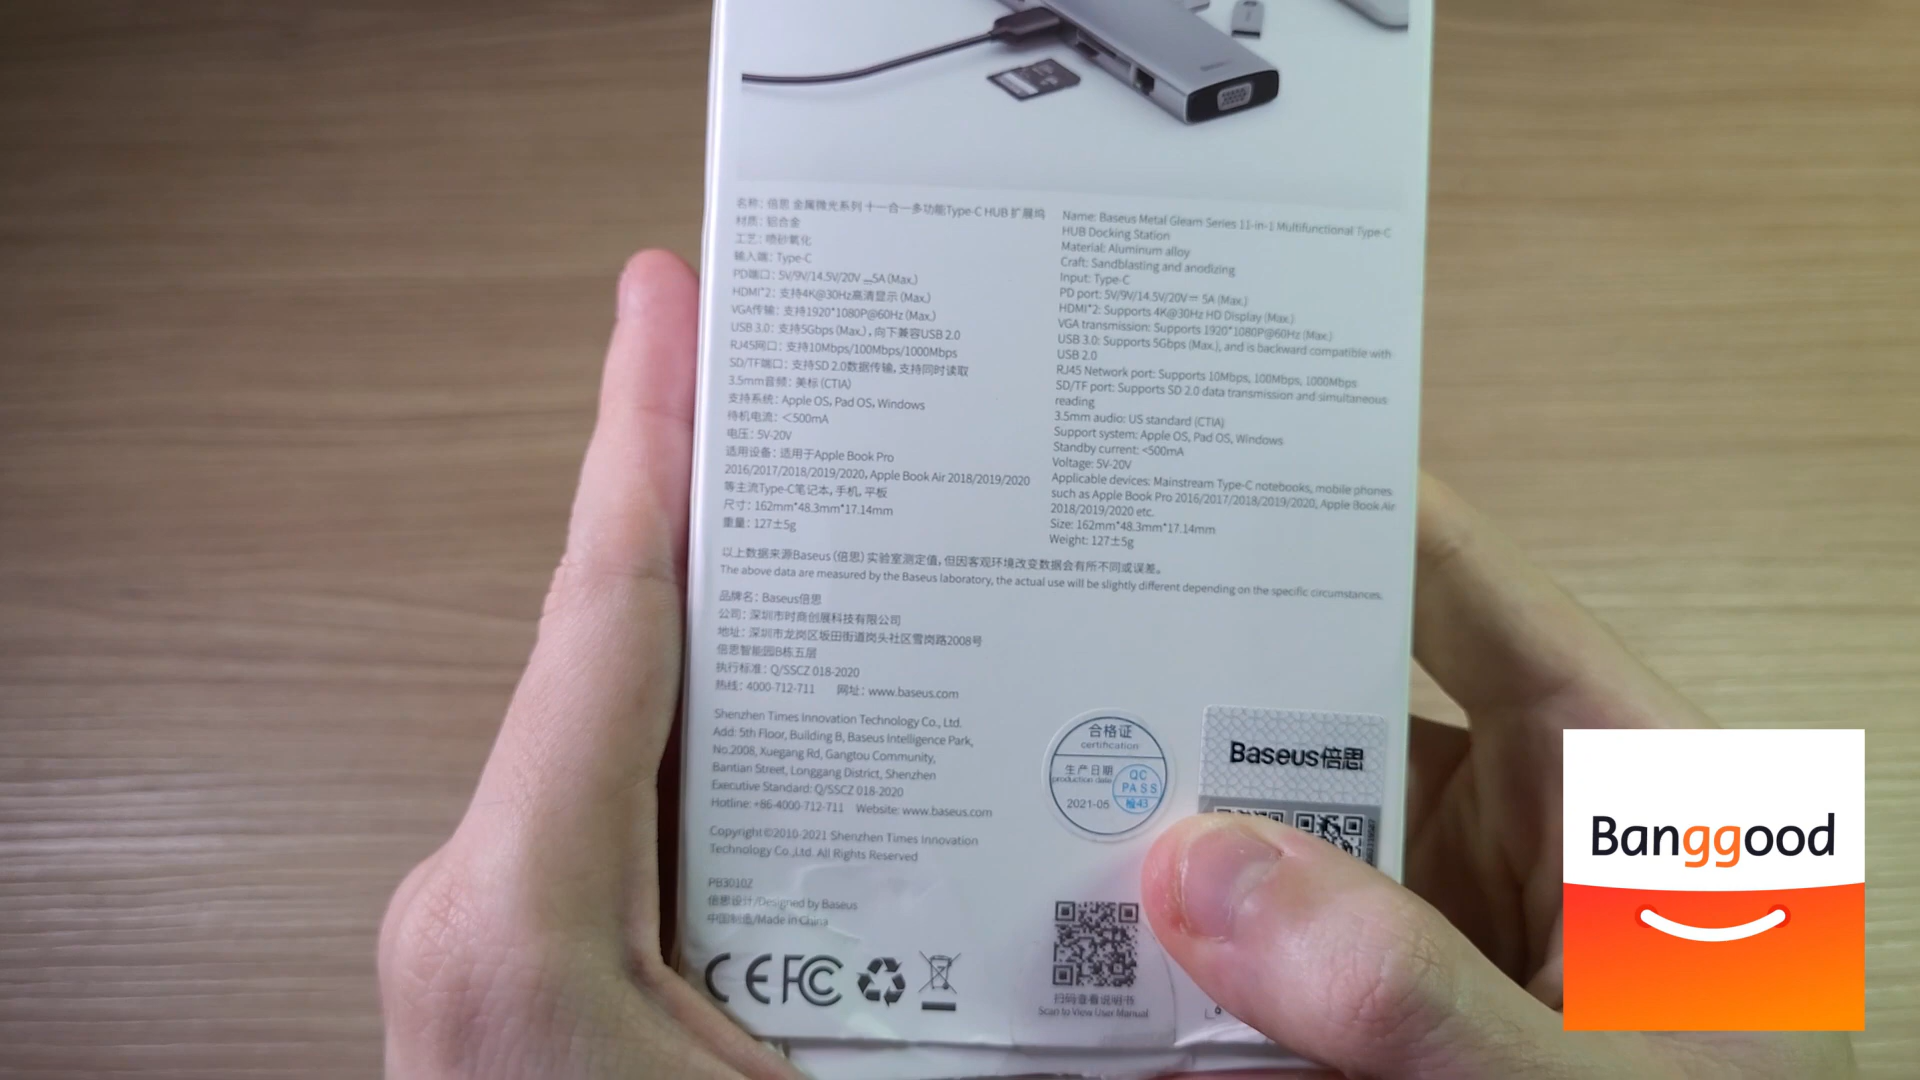 名称：倍思 金属微光系列 十一合一多功能Type-C HUB 扩展坞
材质：铝合金
工艺：喷砂氧化
输入端：Type-C
PD端口：5V/9V/14.5V/20V⎓5A (Max.)
HDMI*2：支持4K@30Hz高清显示 (Max.)
VGA传输：支持1920*1080P@60Hz (Max.)
USB 3.0：支持5Gbps (Max.)，向下兼容USB 2.0
RJ45网口：支持10Mbps/100Mbps/1000Mbps
SD/TF端口：支持SD 2.0数据传输，支持同时读取
3.5mm音频：美标 (CTIA)
支持系统：Apple OS, Pad OS, Windows
待机电流：＜500mA
电压：5V-20V
适用设备：适用于Apple Book Pro
2016/2017/2018/2019/2020, Apple Book Air 2018/2019/2020
等主流Type-C笔记本，手机，平板
尺寸：162mm*48.3mm*17.14mm
重量：127±5g
Name: Baseus Metal Gleam Series 11-in-1 Multifunctional Type-C
HUB Docking Station
Material: Aluminum alloy
Craft: Sandblasting and anodizing
Input: Type-C
PD port: 5V/9V/14.5V/20V⎓ 5A (Max.)
HDMI*2: Supports 4K@30Hz HD Display (Max.)
VGA transmission: Supports 1920*1080P@60Hz (Max.)
USB 3.0: Supports 5Gbps (Max.), and is backward compatible with
USB 2.0
RJ45 Network port: Supports 10Mbps, 100Mbps, 1000Mbps
SD/TF port: Supports SD 2.0 data transmission and simultaneous
reading
3.5mm audio: US standard (CTIA)
Support system: Apple OS, Pad OS, Windows
Standby current: <500mA
Voltage: 5V-20V
Applicable devices: Mainstream Type-C notebooks, mobile phones
such as Apple Book Pro 2016/2017/2018/2019/2020, Apple Book Air
2018/2019/2020 etc.
Size: 162mm*48.3mm*17.14mm
Weight: 127±5g
以上数据来源Baseus (倍思) 实验室测定值，但因客观环境改变数据会有所不同或误差。
The above data are measured by the Baseus laboratory, the actual use will be slightly different depending on the specific circumstances.
品牌名：Baseus倍思
公司：深圳市时商创展科技有限公司
地址：深圳市龙岗区坂田街道岗头社区雪岗路2008号
倍思智能园B栋五层
执行标准：Q/SSCZ 018-2020
热线：4000-712-711 网址：www.baseus.com
Shenzhen Times Innovation Technology Co., Ltd.
Add: 5th Floor, Building B, Baseus Intelligence Park,
No.2008, Xuegang Rd, Gangtou Community,
Bantian Street, Longgang District, Shenzhen
Executive Standard: Q/SSCZ 018-2020
Hotline: +86-4000-712-711 Website: www.baseus.com
Copyright©2010-2021 Shenzhen Times Innovation
Technology Co.,Ltd. All Rights Reserved
PB3010Z
倍思设计/Designed by Baseus
中国制造/Made in China
CE FC
合格证
certification
生产日期
production date
2021-05
QC
PASS
检43
Baseus倍思
扫码查看说明书
Scan to View User Manual
Banggood